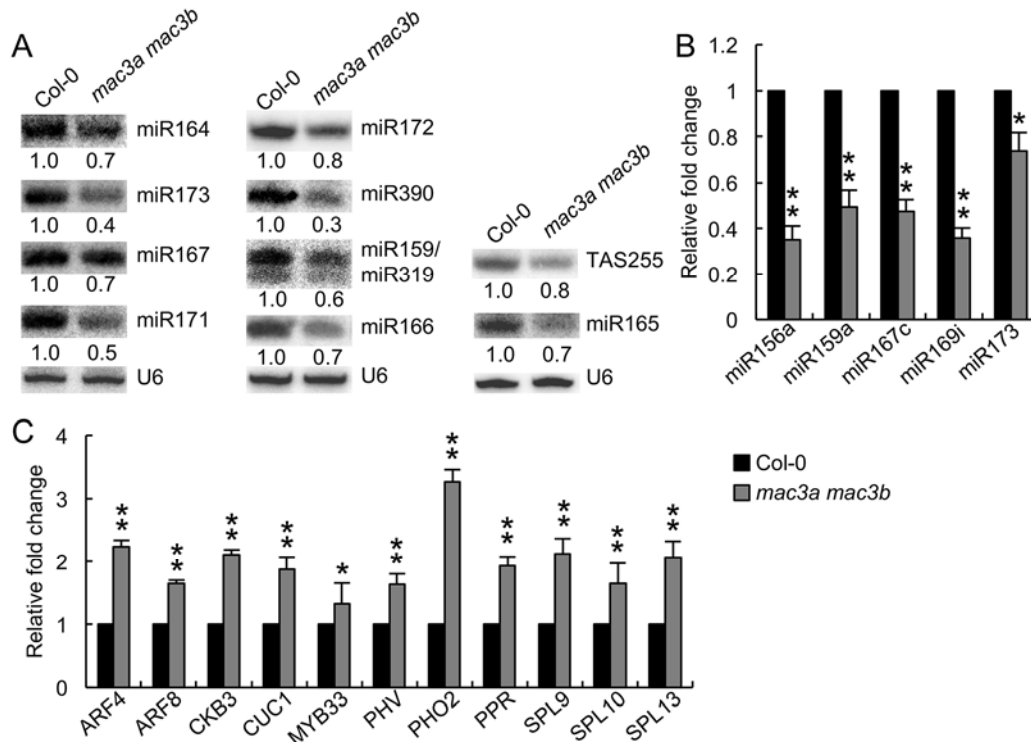 A
Col-0
mac3a mac3b
miR164
1.0 0.7
miR173
1.0 0.4
miR167
1.0 0.7
miR171
1.0 0.5
U6
Col-0
mac3a mac3b
miR172
1.0 0.8
miR390
1.0 0.3
miR159/
miR319
1.0 0.6
miR166
1.0 0.7
U6
Col-0
mac3a mac3b
TAS255
1.0 0.8
miR165
1.0 0.7
U6
B
Relative fold change
1.2
1
0.8
0.6
0.4
0.2
0
**
**
**
**
*
miR156a
miR159a
miR167c
miR169i
miR173
C
Relative fold change
4
3
2
1
0
**
**
**
**
*
**
**
**
**
**
**
ARF4
ARF8
CKB3
CUC1
MYB33
PHV
PHO2
PPR
SPL9
SPL10
SPL13
Col-0
mac3a mac3b